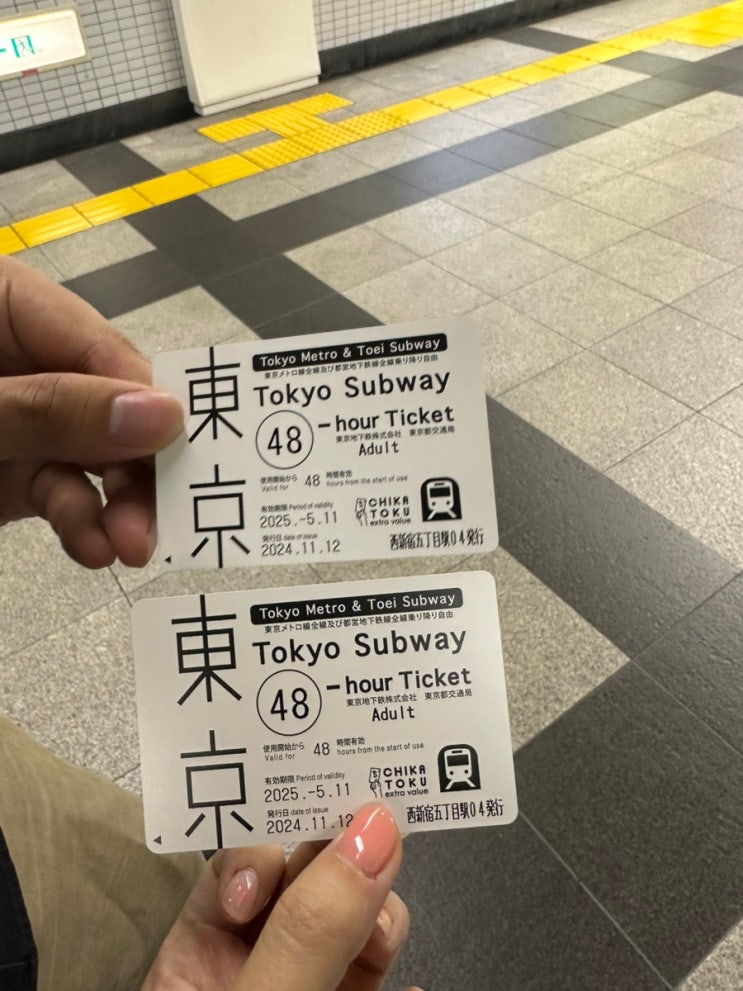 東京
Tokyo Metro & Toei Subway
東京メトロ線全線及び都営地下鉄線全線乗り降り自由
Tokyo Subway
48-hour Ticket
東京地下鉄株式会社 東京都交通局
Adult
使用開始から 48 時間有効
Valid for hours from the start of use
有効期限 Period of validity
2025.-5.11
発行日 date of issue
2024.11.12
CHIKA
TOKU
extra value
西新宿五丁目駅04発行
東京
Tokyo Metro & Toei Subway
東京メトロ線全線及び都営地下鉄線全線乗り降り自由
Tokyo Subway
48-hour Ticket
東京地下鉄株式会社 東京都交通局
Adult
使用開始から 48 時間有効
Valid for hours from the start of use
有効期限 Period of validity
2025.-5.11
発行日 date of issue
2024.11.12
CHIKA
TOKU
extra value
西新宿五丁目駅04発行